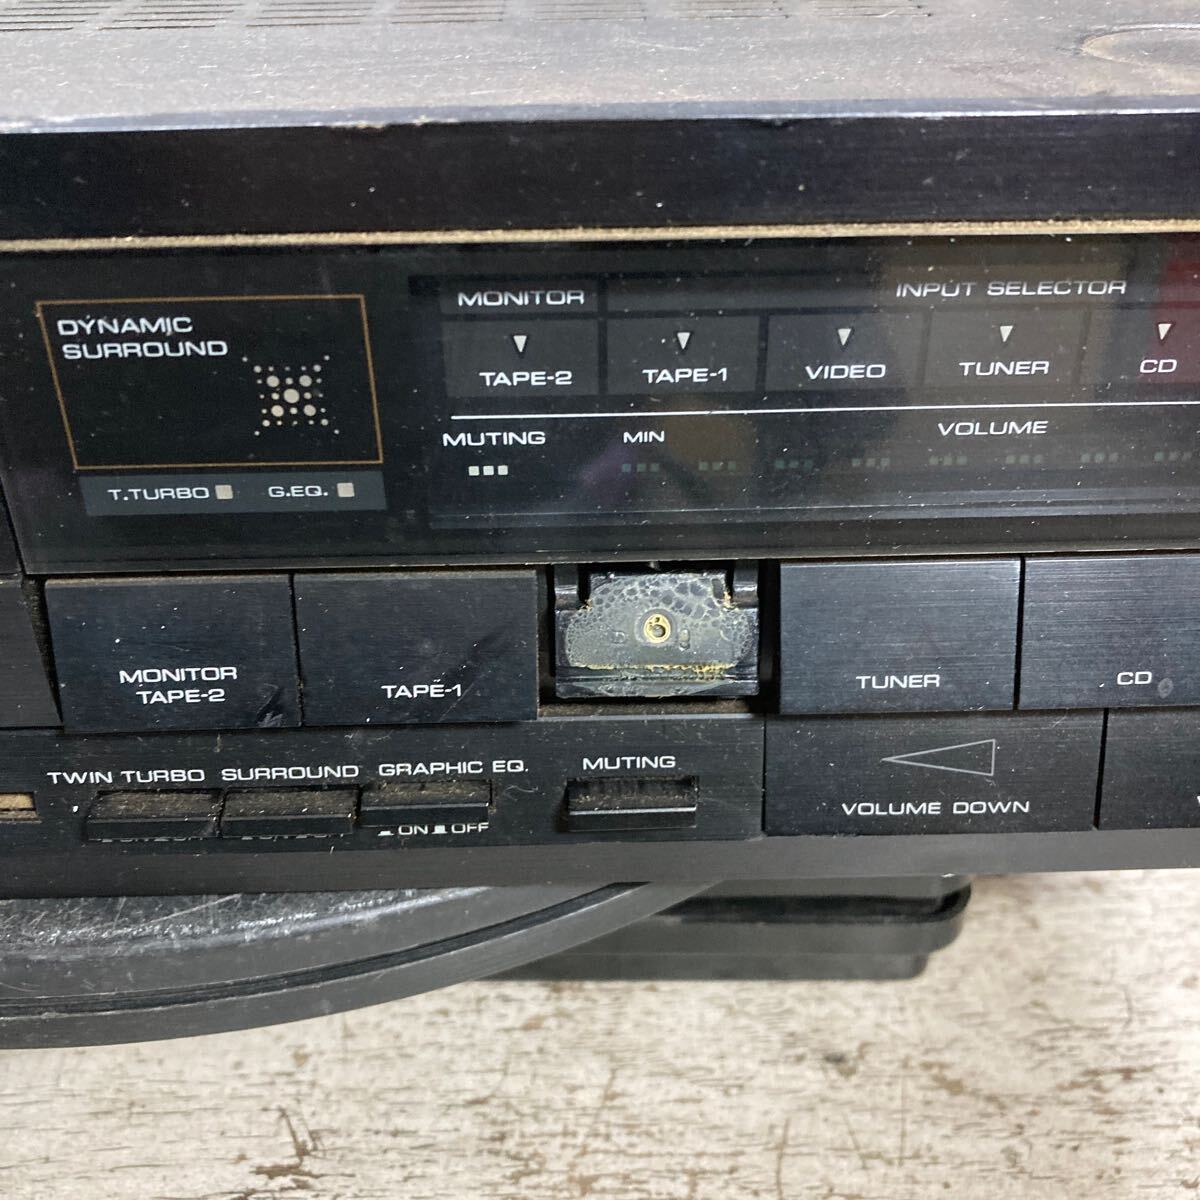 DYNAMIC
SURROUND
T.TURBO G.EQ.
MONITOR INPUT SELECTOR
TAPE-2 TAPE-1 VIDEO TUNER CD
MUTING MIN VOLUME
MONITOR
TAPE-2
TAPE-1
TUNER
CD
TWIN TURBO SURROUND GRAPHIC EQ. MUTING
ON OFF
VOLUME DOWN